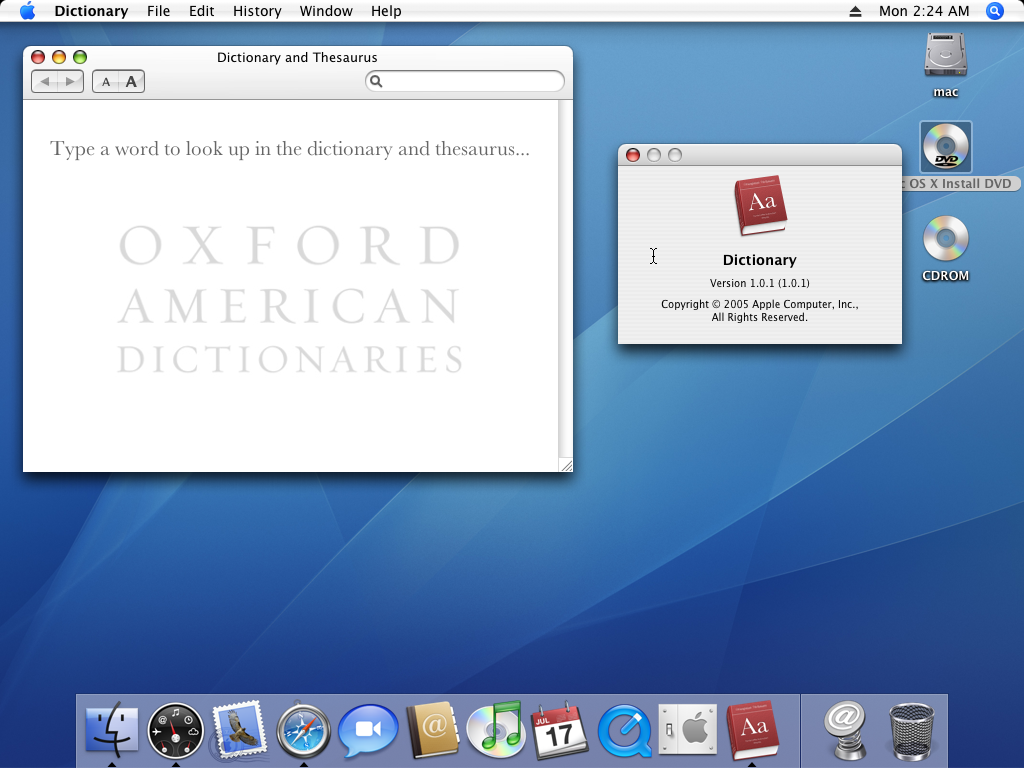 Dictionary File Edit History Window Help Mon 2:24 AM
Dictionary and Thesaurus
A A
Type a word to look up in the dictionary and thesaurus...
OXFORD
AMERICAN
DICTIONARIES
Aa
Dictionary
Version 1.0.1 (1.0.1)
Copyright © 2005 Apple Computer, Inc.,
All Rights Reserved.
mac
DVD
OS X Install DVD
CDROM
@
JUL
17
Aa
@